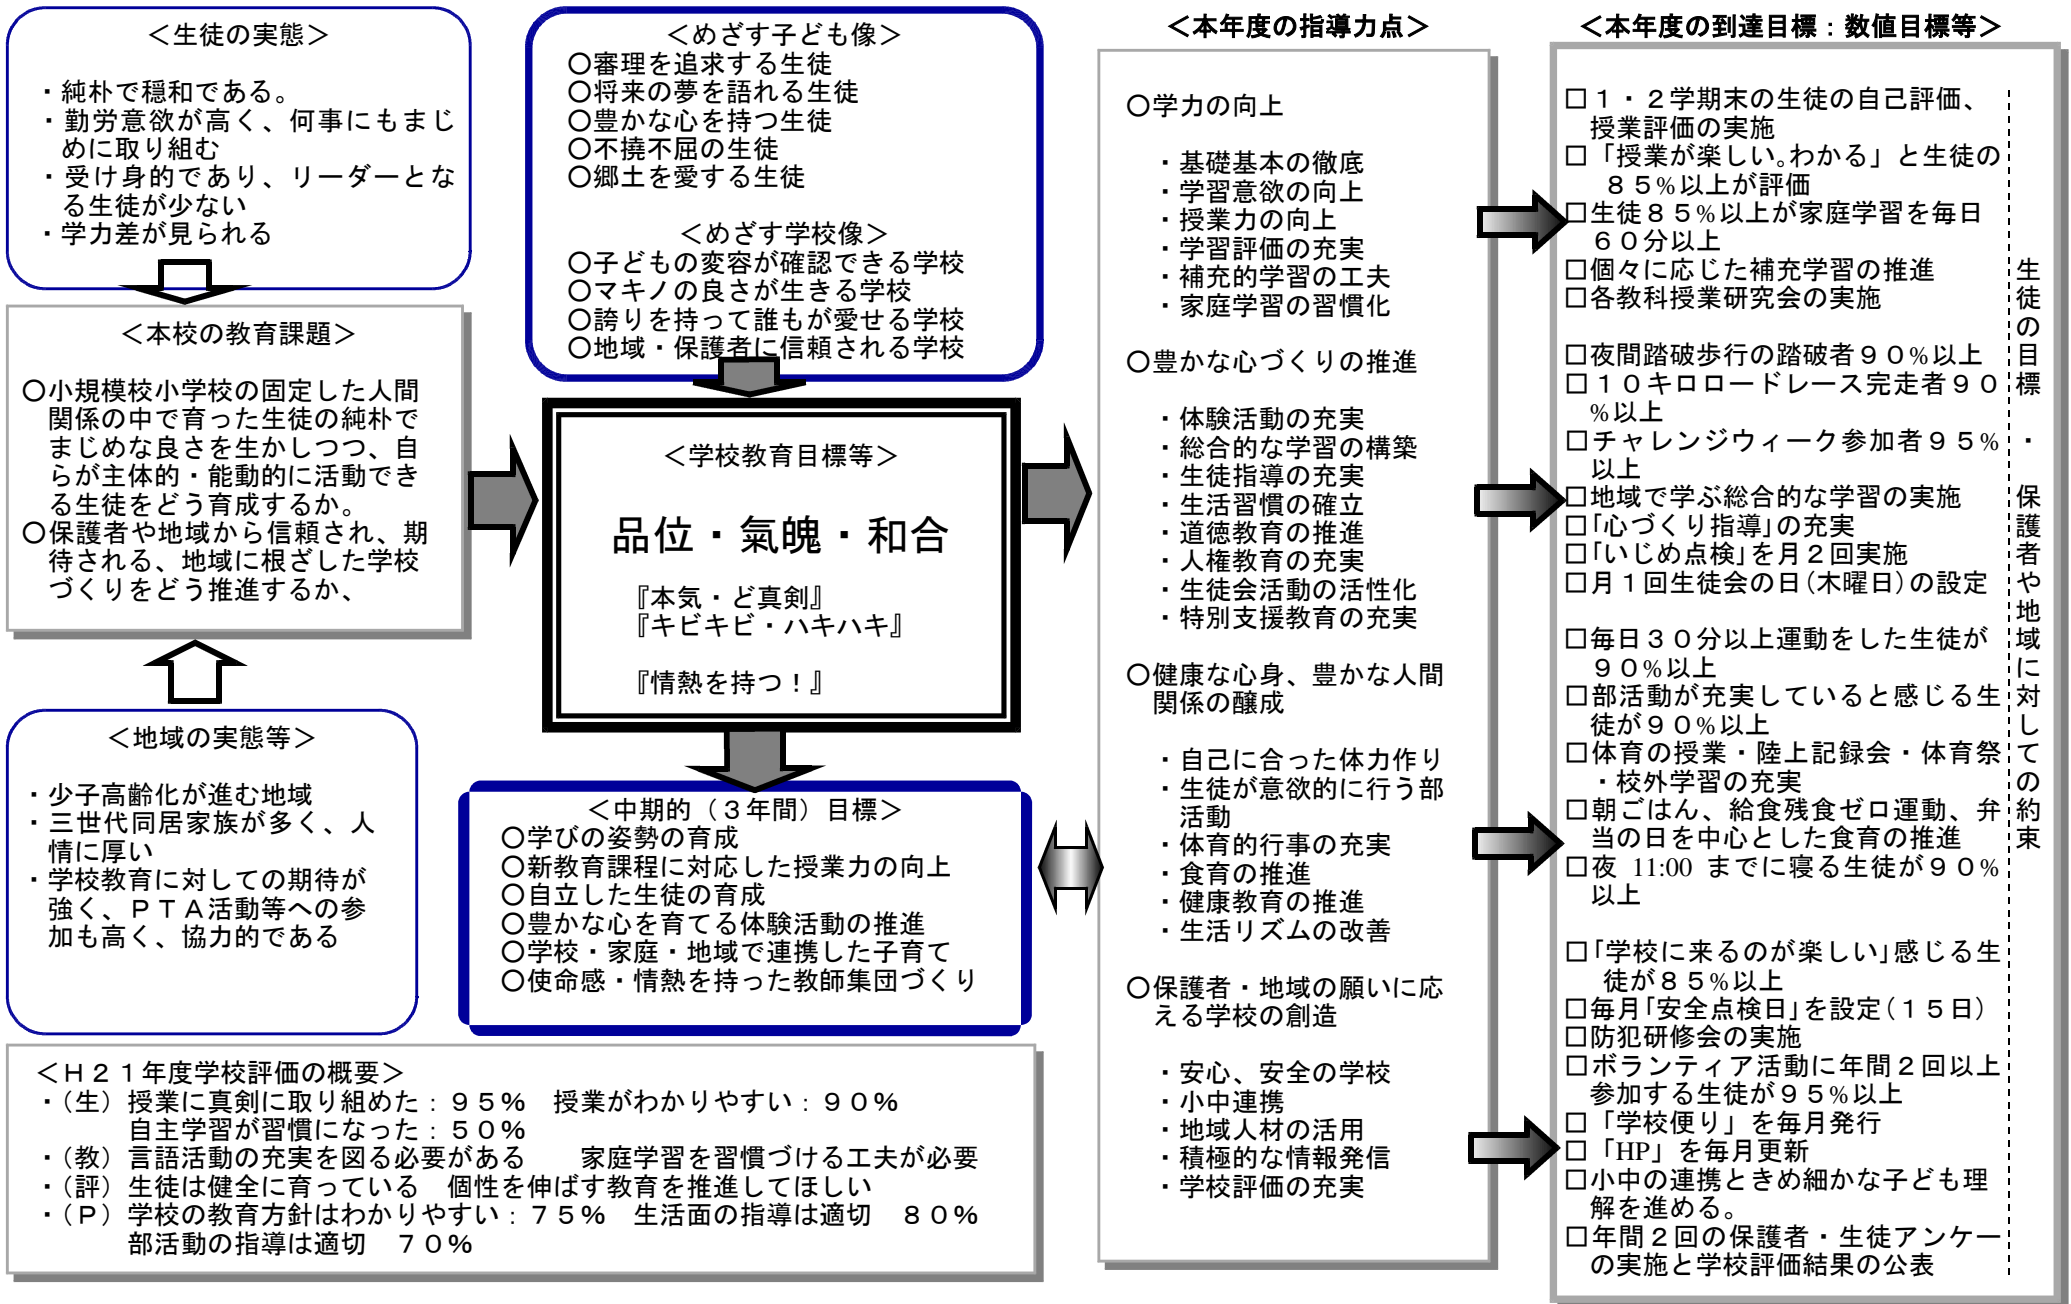 ＜生徒の実態＞
・純朴で穏和である。
・勤労意欲が高く、何事にもまじ
めに取り組む
・受け身的であり、リーダーとな
る生徒が少ない
・学力差が見られる
＜本校の教育課題＞
○小規模校小学校の固定した人間
関係の中で育った生徒の純朴で
まじめな良さを生かしつつ、自
らが主体的・能動的に活動でき
る生徒をどう育成するか。
○保護者や地域から信頼され、期
待される、地域に根ざした学校
づくりをどう推進するか、
＜地域の実態等＞
・少子高齢化が進む地域
・三世代同居家族が多く、人
情に厚い
・学校教育に対しての期待が
強く、ＰＴＡ活動等への参
加も高く、協力的である
＜めざす子ども像＞
○審理を追求する生徒
○将来の夢を語れる生徒
○豊かな心を持つ生徒
○不撓不屈の生徒
○郷土を愛する生徒
＜めざす学校像＞
○子どもの変容が確認できる学校
○マキノの良さが生きる学校
○誇りを持って誰もが愛せる学校
○地域・保護者に信頼される学校
＜学校教育目標等＞
品位・氣魄・和合
『本気・ど真剣』
『キビキビ・ハキハキ』
『情熱を持つ！』
＜中期的（３年間）目標＞
○学びの姿勢の育成
○新教育課程に対応した授業力の向上
○自立した生徒の育成
○豊かな心を育てる体験活動の推進
○学校・家庭・地域で連携した子育て
○使命感・情熱を持った教師集団づくり
＜Ｈ２１年度学校評価の概要＞
・（生）授業に真剣に取り組めた：９５％　授業がわかりやすい：９０％
自主学習が習慣になった：５０％
・（教）言語活動の充実を図る必要がある　　家庭学習を習慣づける工夫が必要
・（評）生徒は健全に育っている　個性を伸ばす教育を推進してほしい
・（Ｐ）学校の教育方針はわかりやすい：７５％　生活面の指導は適切　８０％
部活動の指導は適切　７０％
＜本年度の指導力点＞
○学力の向上
・基礎基本の徹底
・学習意欲の向上
・授業力の向上
・学習評価の充実
・補充的学習の工夫
・家庭学習の習慣化
○豊かな心づくりの推進
・体験活動の充実
・総合的な学習の構築
・生徒指導の充実
・生活習慣の確立
・道徳教育の推進
・人権教育の充実
・生徒会活動の活性化
・特別支援教育の充実
○健康な心身、豊かな人間
関係の醸成
・自己に合った体力作り
・生徒が意欲的に行う部
活動
・体育的行事の充実
・食育の推進
・健康教育の推進
・生活リズムの改善
○保護者・地域の願いに応
える学校の創造
・安心、安全の学校
・小中連携
・地域人材の活用
・積極的な情報発信
・学校評価の充実
＜本年度の到達目標：数値目標等＞
□１・２学期末の生徒の自己評価、
授業評価の実施
□「授業が楽しい。わかる」と生徒の
８５％以上が評価
□生徒８５％以上が家庭学習を毎日
６０分以上
□個々に応じた補充学習の推進
□各教科授業研究会の実施
□夜間踏破歩行の踏破者９０％以上
□１０キロロードレース完走者９０
％以上
□チャレンジウィーク参加者９５％
以上
□地域で学ぶ総合的な学習の実施
□「心づくり指導」の充実
□「いじめ点検」を月２回実施
□月１回生徒会の日（木曜日）の設定
□毎日３０分以上運動をした生徒が
９０％以上
□部活動が充実していると感じる生
徒が９０％以上
□体育の授業・陸上記録会・体育祭
・校外学習の充実
□朝ごはん、給食残食ゼロ運動、弁
当の日を中心とした食育の推進
□夜 11:00 までに寝る生徒が９０％
以上
□「学校に来るのが楽しい」感じる生
徒が８５％以上
□毎月「安全点検日」を設定（１５日）
□防犯研修会の実施
□ボランティア活動に年間２回以上
参加する生徒が９５％以上
□「学校便り」を毎月発行
□「HP」を毎月更新
□小中の連携ときめ細かな子ども理
解を進める。
□年間２回の保護者・生徒アンケー
の実施と学校評価結果の公表
生徒の目標・保護者や地域に対しての約束